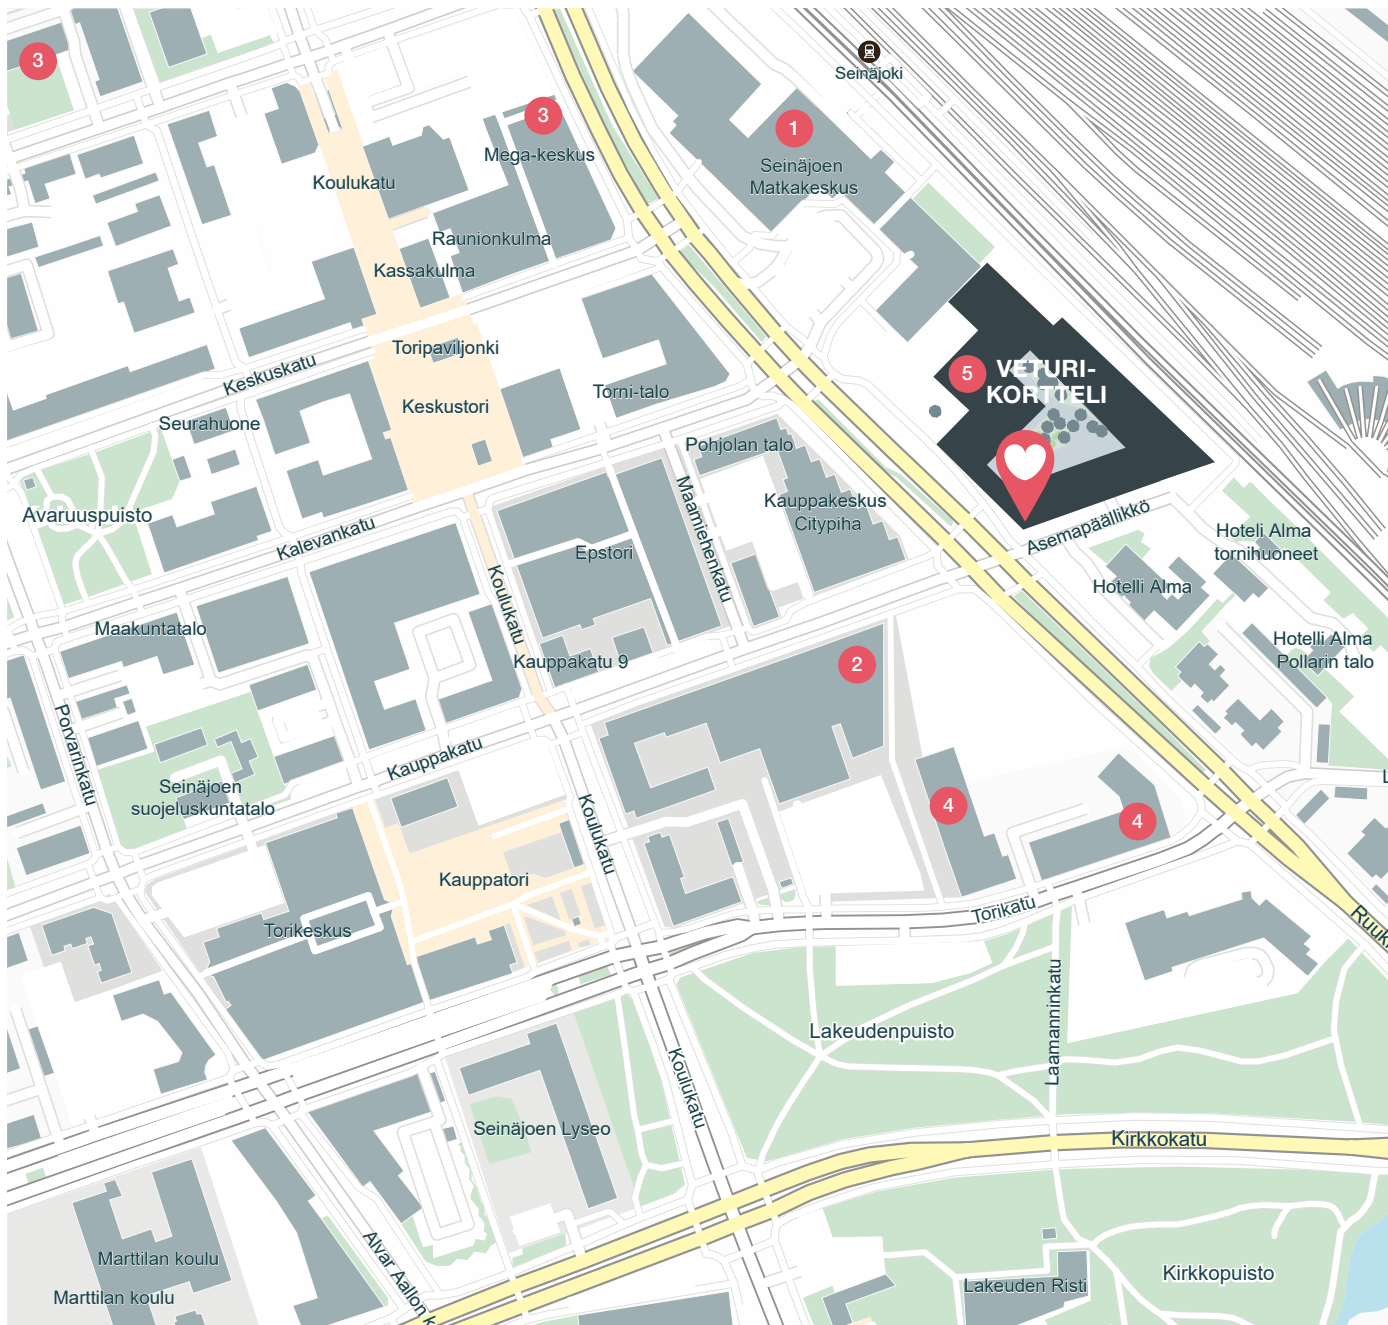 Seinäjoki
3
3
Mega-keskus
1
Seinäjoen
Matkakeskus
Koulukatu
Raunionkulma
Kassakulma
Toripaviljonki
Keskuskatu
5
VETURI-
KORTTELI
Keskustori
Torni-talo
Seurahuone
Pohjolan talo
Kauppakeskus
Citypiha
Maamiehenkatu
Avaruuspuisto
Kalevankatu
Epstori
Asemapäällikkö
Hoteli Alma
tornihuoneet
Hotelli Alma
Koulukatu
Maakuntatalo
Kauppakatu 9
2
Hotelli Alma
Pollarin talo
Porvarinkatu
Kauppakatu
Seinäjoen
suojeluskuntatalo
L
Koulukatu
4
4
Kauppatori
Torikeskus
Torikatu
Ruuk
Laamanninkatu
Lakeudenpuisto
Koulukatu
Seinäjoen Lyseo
Kirkkokatu
Alvar Aallon k
Marttilan koulu
Marttilan koulu
Lakeuden Risti
Kirkkopuisto